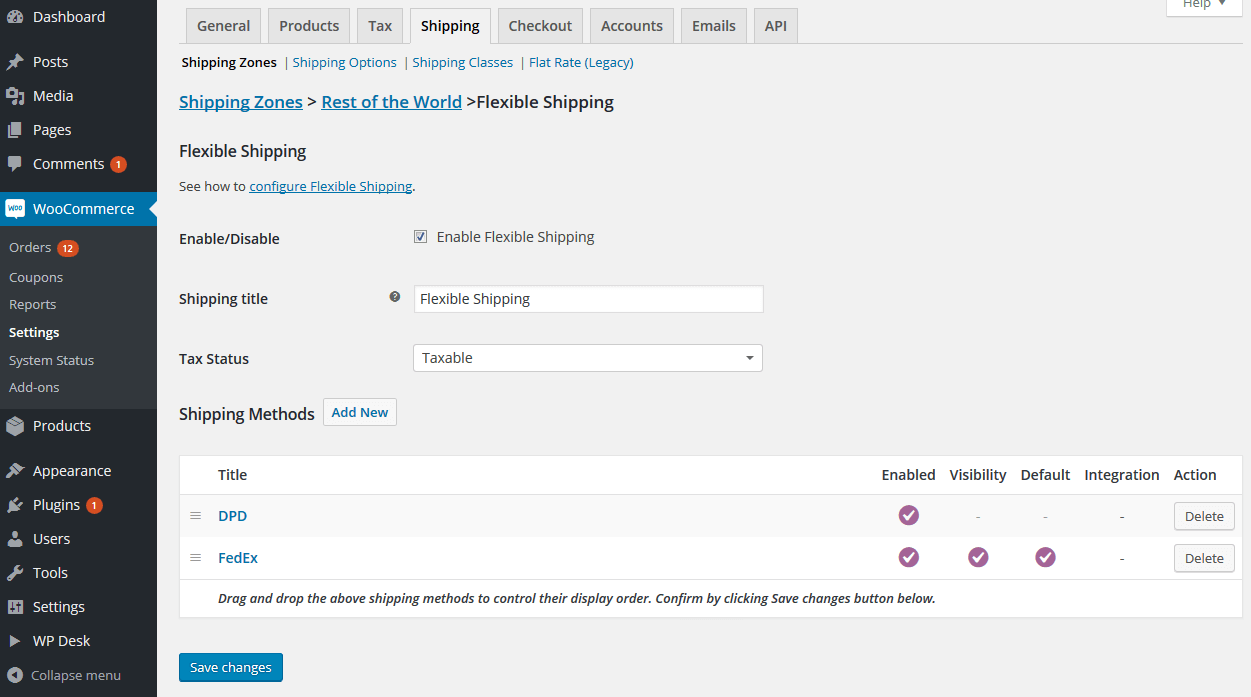 Dashboard
Posts
Media
Pages
Comments 1
WOO WooCommerce
Orders 12
Coupons
Reports
Settings
System Status
Add-ons
Products
Appearance
Plugins 1
Users
Tools
Settings
WP Desk
Collapse menu
Help ▼
General Products Tax Shipping Checkout Accounts Emails API
Shipping Zones | Shipping Options | Shipping Classes | Flat Rate (Legacy)
Shipping Zones > Rest of the World >Flexible Shipping
Flexible Shipping
See how to configure Flexible Shipping.
Enable/Disable Enable Flexible Shipping
Shipping title ? Flexible Shipping
Tax Status Taxable
Shipping Methods Add New
Title Enabled Visibility Default Integration Action
DPD - - - Delete
FedEx - Delete
Drag and drop the above shipping methods to control their display order. Confirm by clicking Save changes button below.
Save changes